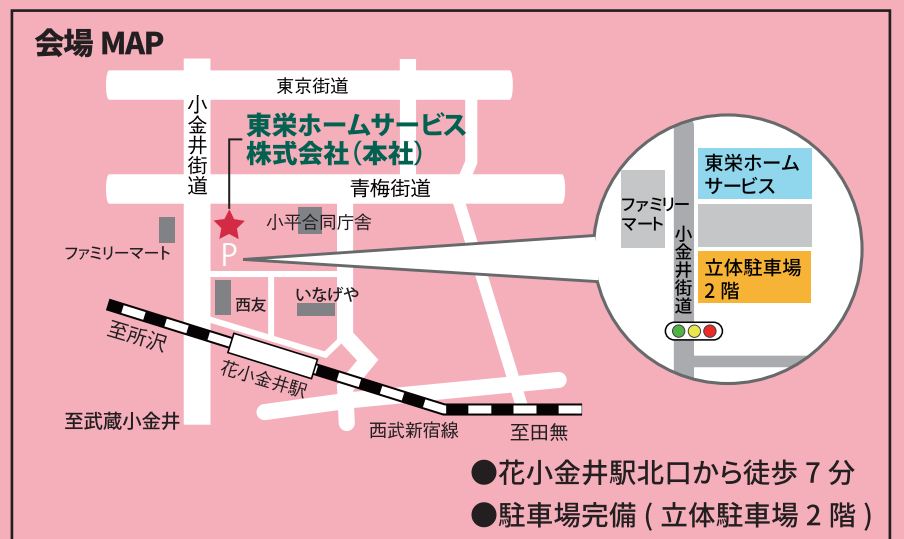 会場 MAP
東京街道
小金井街道
東栄ホームサービス
株式会社（本社）
青梅街道
小平合同庁舎
ファミリーマート
P
西友
いなげや
至所沢
花小金井駅
至武蔵小金井
西武新宿線
至田無
東栄ホーム
サービス
ファミリー
マート
小金井街道
立体駐車場
2 階
●花小金井駅北口から徒歩 7 分
●駐車場完備 ( 立体駐車場 2 階 )